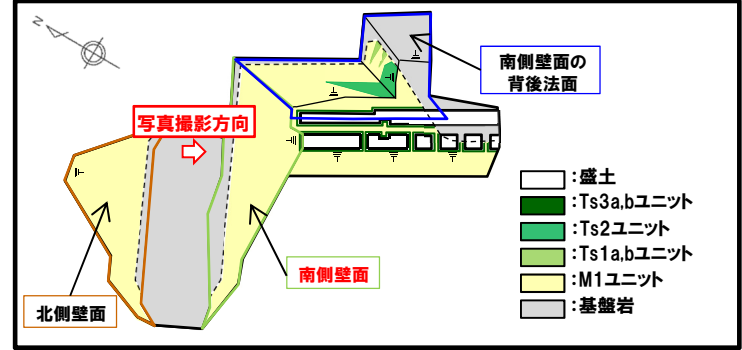 N
南側壁面の
背後法面
写真撮影方向
:盛土
:Ts3a,bユニット
:Ts2ユニット
:Ts1a,bユニット
:M1ユニット
:基盤岩
南側壁面
北側壁面